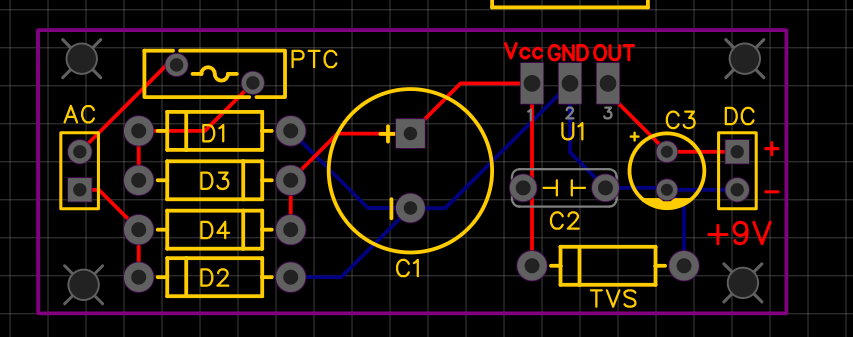 PTC
Vcc GND OUT
AC
1 2 3
D1
U1
C3
DC
+
+
+
D3
D4
C2
-
+9V
D2
C1
TVS